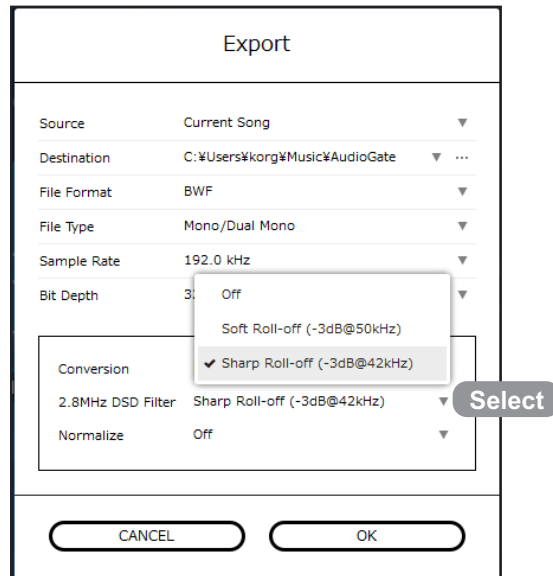 Export
Source Current Song
Destination C:¥Users¥korg¥Music¥AudioGate ...
File Format BWF
File Type Mono/Dual Mono
Sample Rate 192.0 kHz
Bit Depth 3
Off
Soft Roll-off (-3dB@50kHz)
✔ Sharp Roll-off (-3dB@42kHz)
Conversion
2.8MHz DSD Filter Sharp Roll-off (-3dB@42kHz)
Select
Normalize Off
CANCEL OK